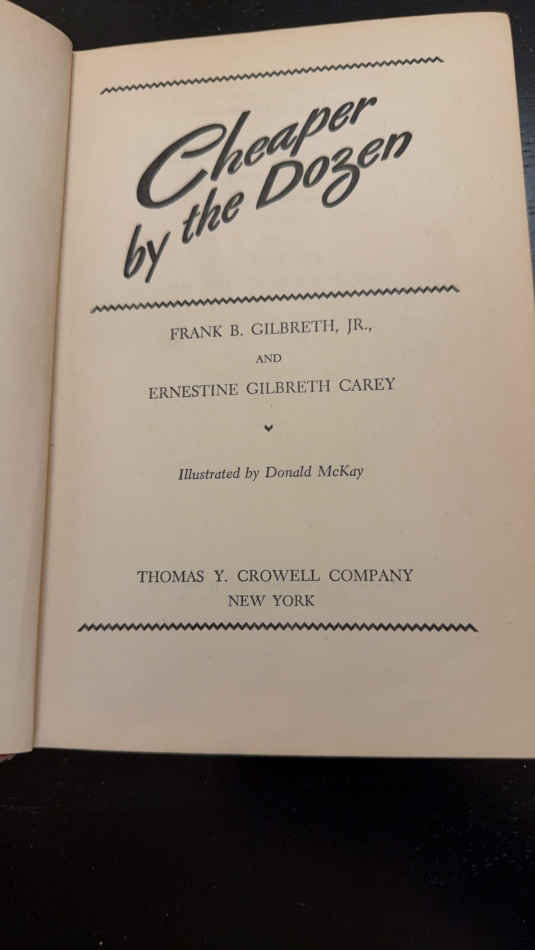 Cheaper
by the Dozen
FRANK B. GILBRETH, JR.,
AND
ERNESTINE GILBRETH CAREY
Illustrated by Donald McKay
THOMAS Y. CROWELL COMPANY
NEW YORK